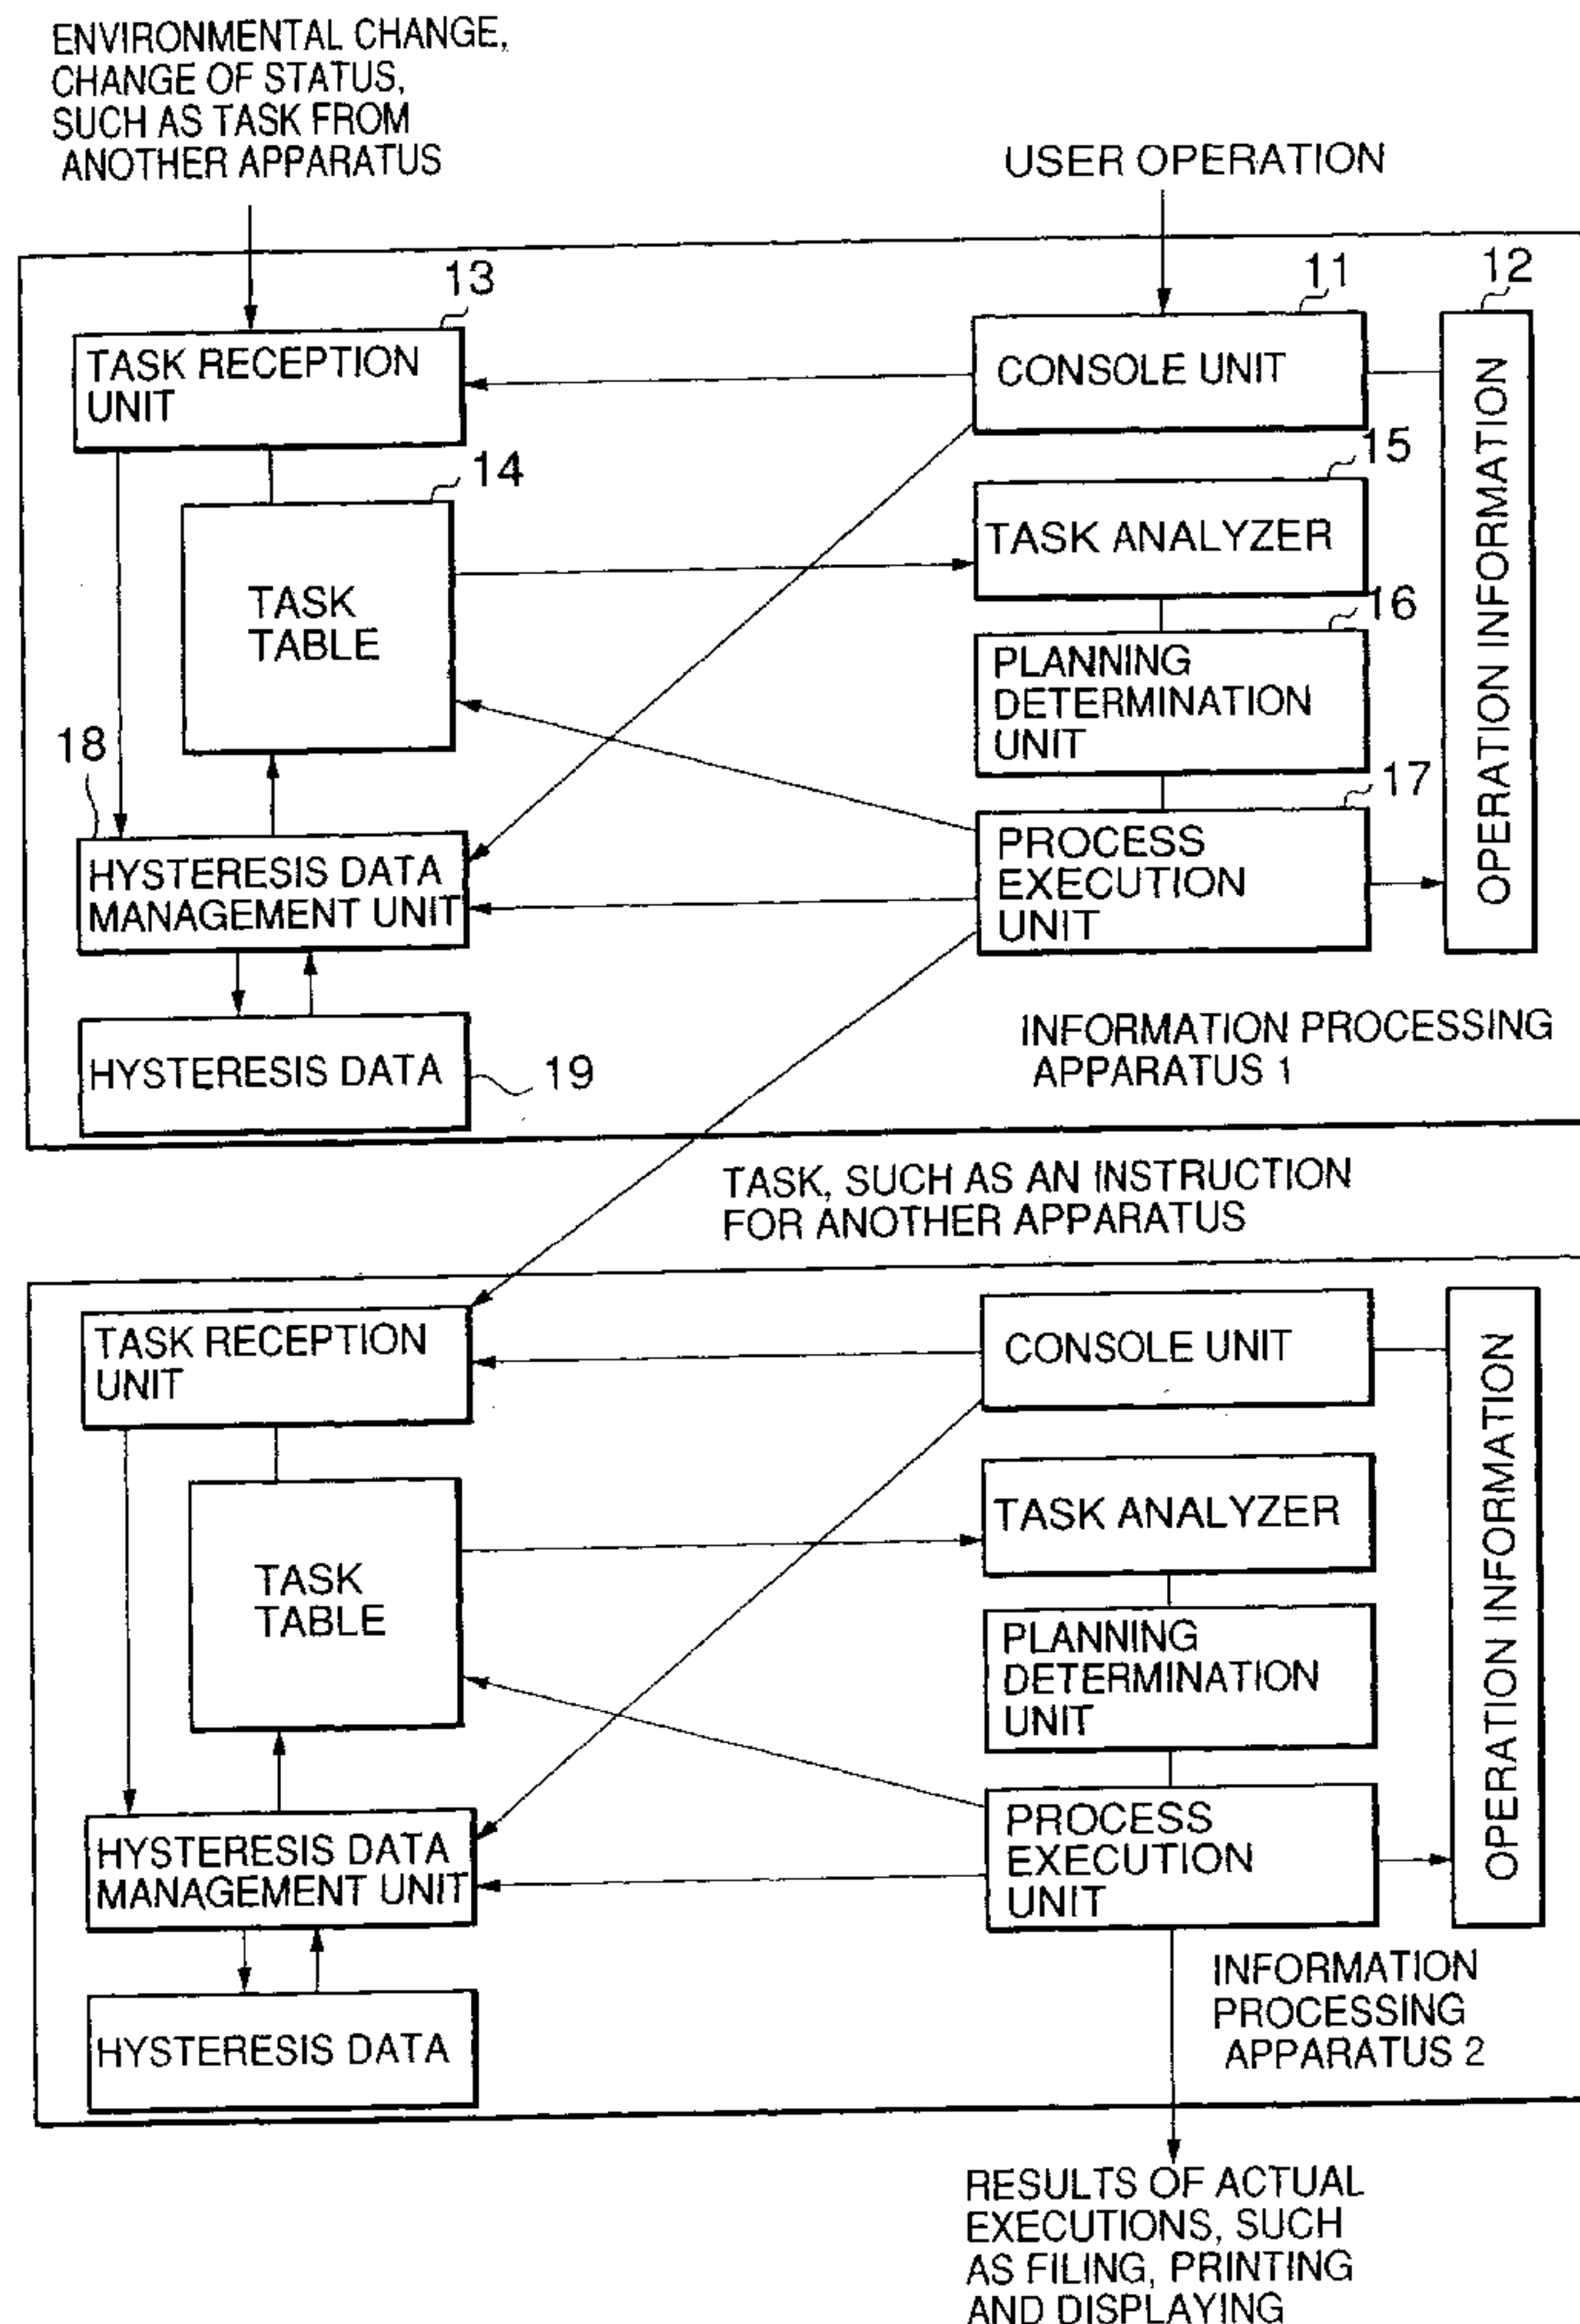 ENVIRONMENTAL CHANGE,
CHANGE OF STATUS,
SUCH AS TASK FROM
ANOTHER APPARATUS
USER OPERATION
13
11
12
TASK RECEPTION
UNIT
CONSOLE UNIT
OPERATION INFORMATION
14
15
TASK
TABLE
TASK ANALYZER
16
PLANNING
DETERMINATION
UNIT
18
17
HYSTERESIS DATA
MANAGEMENT UNIT
PROCESS
EXECUTION
UNIT
HYSTERESIS DATA
19
INFORMATION PROCESSING
APPARATUS 1
TASK, SUCH AS AN INSTRUCTION
FOR ANOTHER APPARATUS
TASK RECEPTION
UNIT
CONSOLE UNIT
OPERATION INFORMATION
TASK
TABLE
TASK ANALYZER
PLANNING
DETERMINATION
UNIT
HYSTERESIS DATA
MANAGEMENT UNIT
PROCESS
EXECUTION
UNIT
HYSTERESIS DATA
INFORMATION
PROCESSING
APPARATUS 2
RESULTS OF ACTUAL
EXECUTIONS, SUCH
AS FILING, PRINTING
AND DISPLAYING